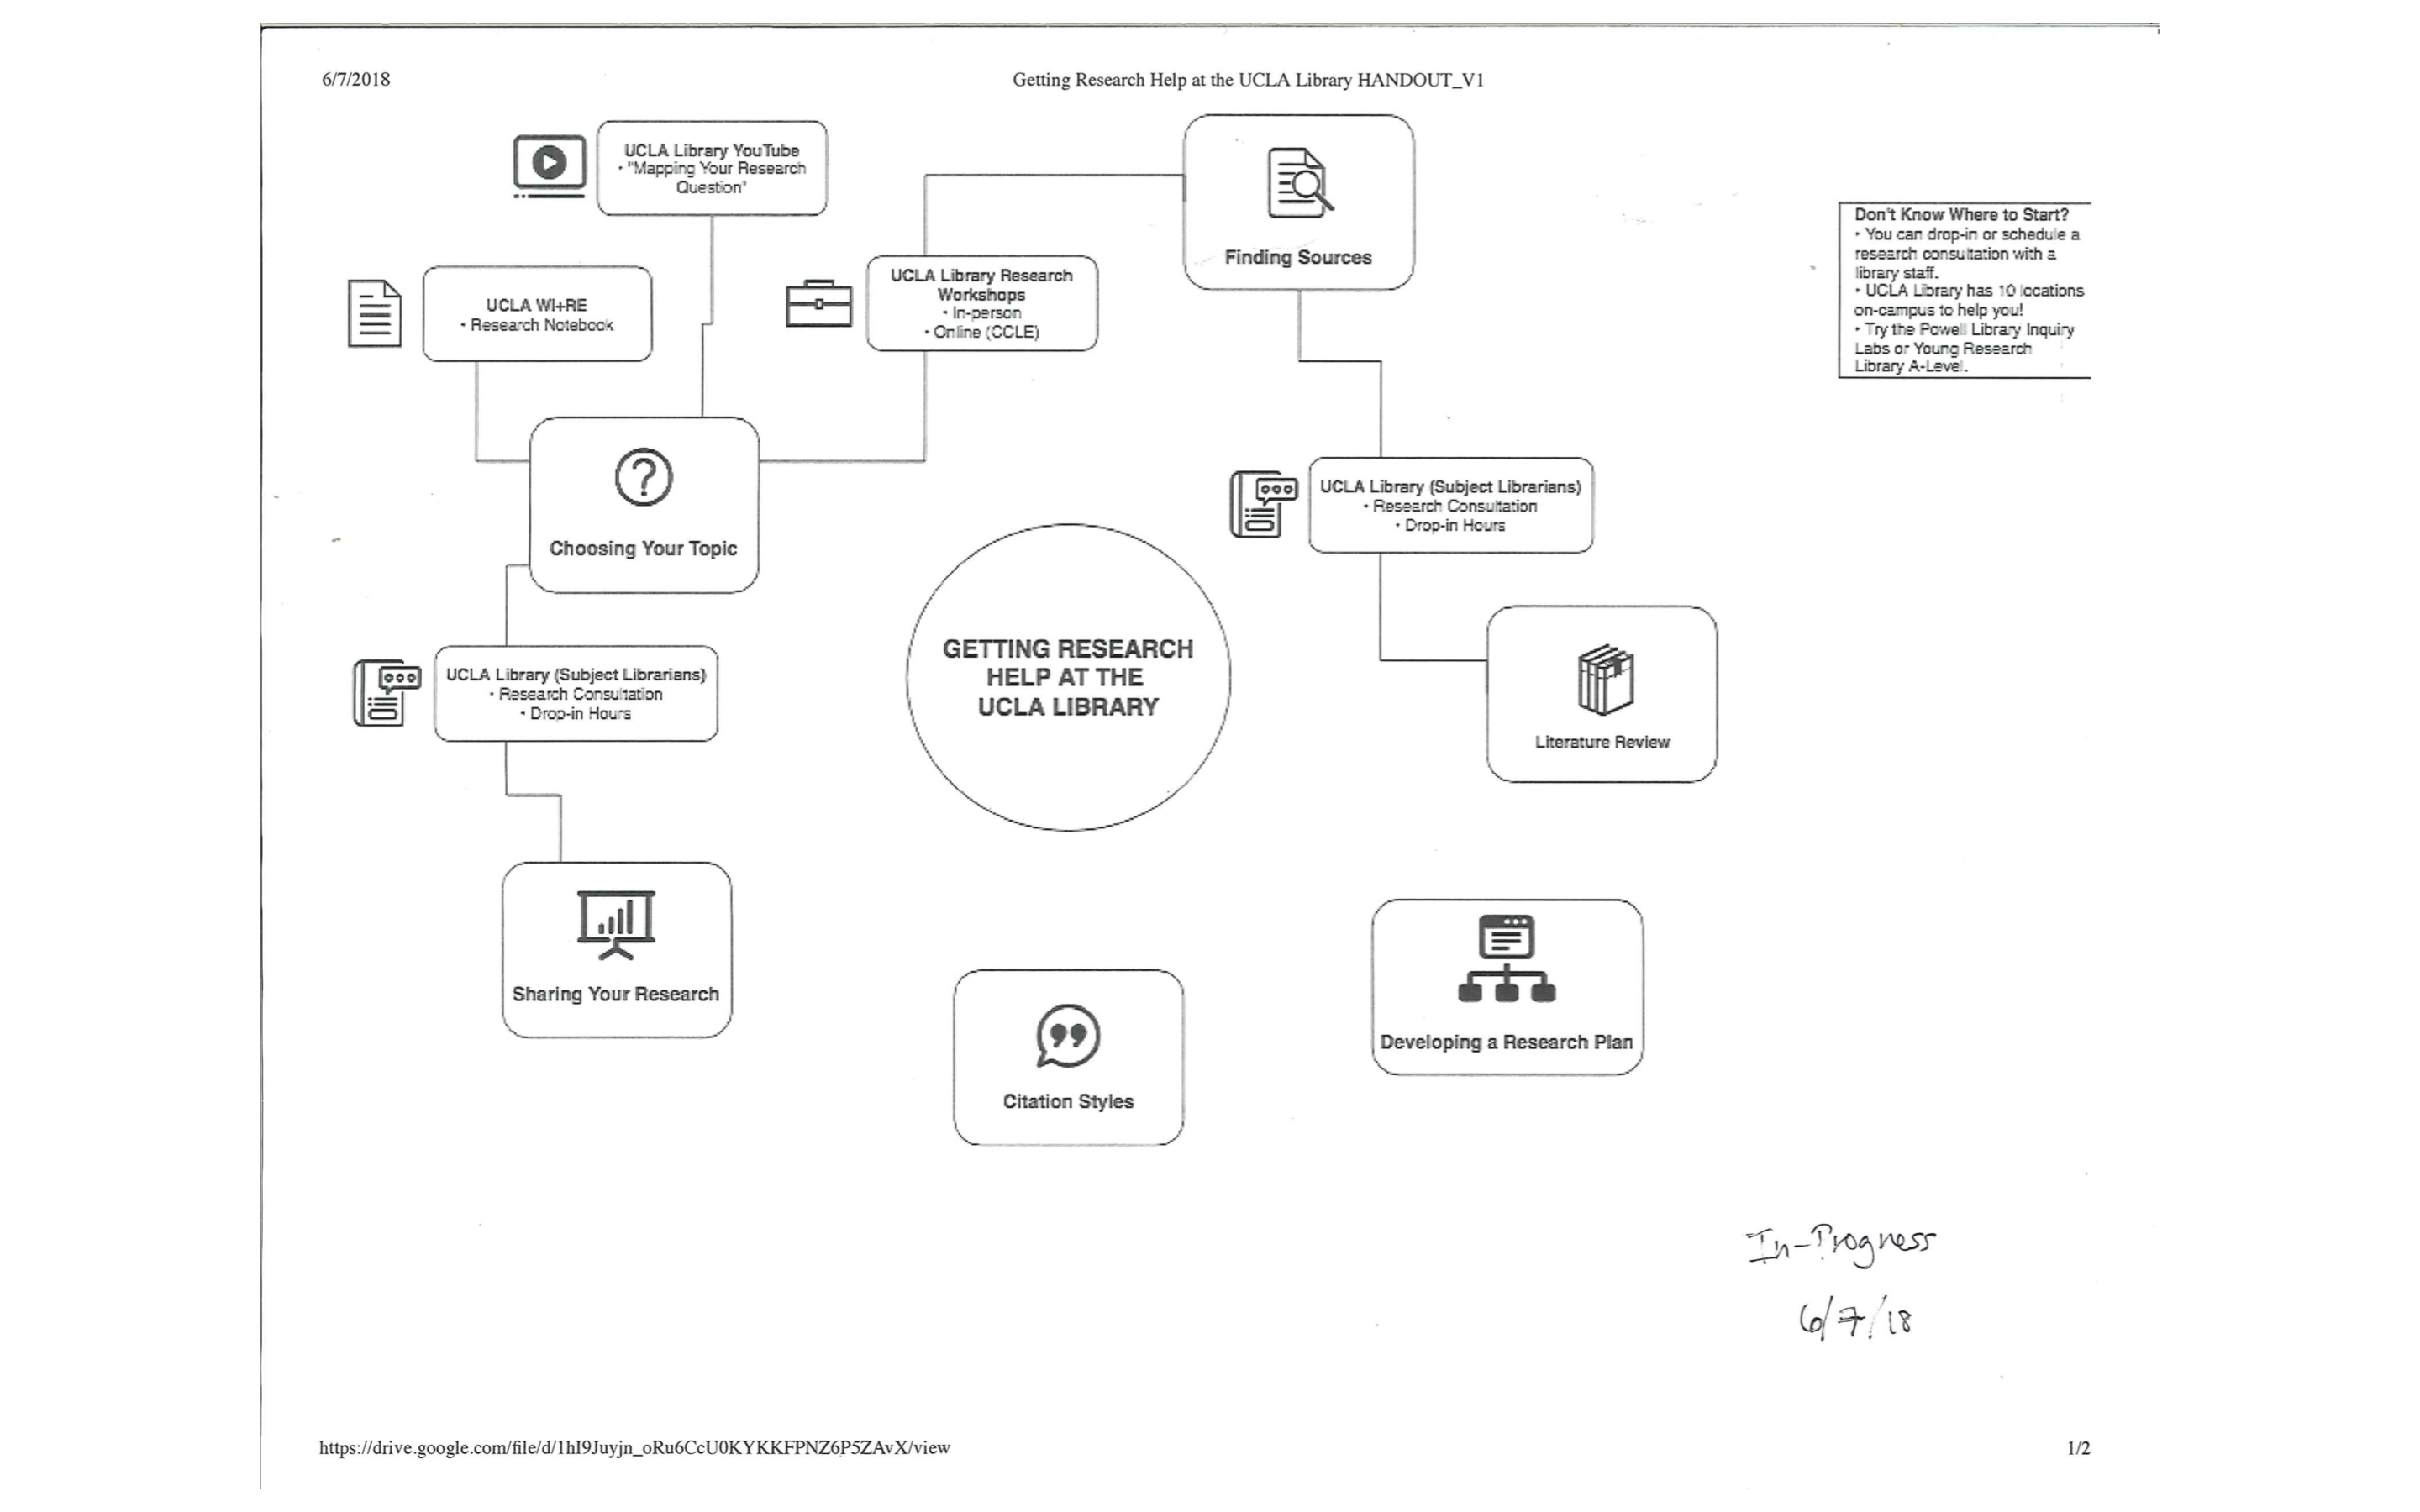 6/7/2018
Getting Research Help at the UCLA Library HANDOUT_V1
UCLA Library YouTube
• "Mapping Your Research
Question"
UCLA WI+RE
• Research Notebook
UCLA Library Research
Workshops
• In-person
• Online (CCLE)
Finding Sources
Don't Know Where to Start?
• You can drop-in or schedule a
research consultation with a
library staff.
• UCLA Library has 10 locations
on-campus to help you!
• Try the Powell Library Inquiry
Labs or Young Research
Library A-Level.
Choosing Your Topic
UCLA Library (Subject Librarians)
• Research Consultation
• Drop-in Hours
GETTING RESEARCH
HELP AT THE
UCLA LIBRARY
UCLA Library (Subject Librarians)
• Research Consultation
• Drop-in Hours
Literature Review
Sharing Your Research
Citation Styles
Developing a Research Plan
In-Progress
6/7/18
https://drive.google.com/file/d/1hI9Juyjn_oRu6CcU0KYKKFPNZ6P5ZAvX/view
1/2